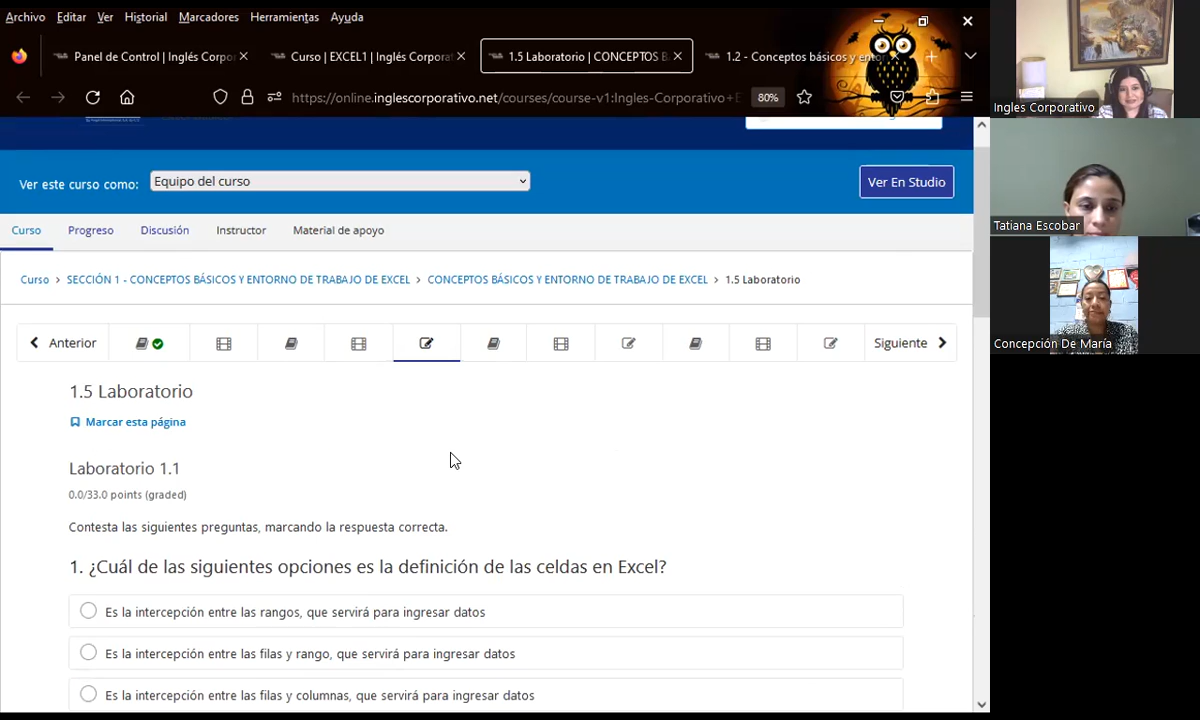 Archivo Editar Ver Historial Marcadores Herramientas Ayuda
Panel de Control | Inglés Corpor
Curso | EXCEL1 | Inglés Corporat
1.5 Laboratorio | CONCEPTOS B
1.2 - Conceptos básicos y
https://online.inglescorporativo.net/courses/course-v1:Ingles-Corporativo+
80%
Ver este curso como:
Equipo del curso
Ver En Studio
Curso Progreso Discusión Instructor Material de apoyo
Curso > SECCIÓN 1 - CONCEPTOS BÁSICOS Y ENTORNO DE TRABAJO DE EXCEL > CONCEPTOS BÁSICOS Y ENTORNO DE TRABAJO DE EXCEL > 1.5 Laboratorio
Anterior
Siguiente
1.5 Laboratorio
Marcar esta página
Laboratorio 1.1
0.0/33.0 points (graded)
Contesta las siguientes preguntas, marcando la respuesta correcta.
1. ¿Cuál de las siguientes opciones es la definición de las celdas en Excel?
Es la intercepción entre las rangos, que servirá para ingresar datos
Es la intercepción entre las filas y rango, que servirá para ingresar datos
Es la intercepción entre las filas y columnas, que servirá para ingresar datos
Ingles Corporativo
Tatiana Escobar
Concepción De María